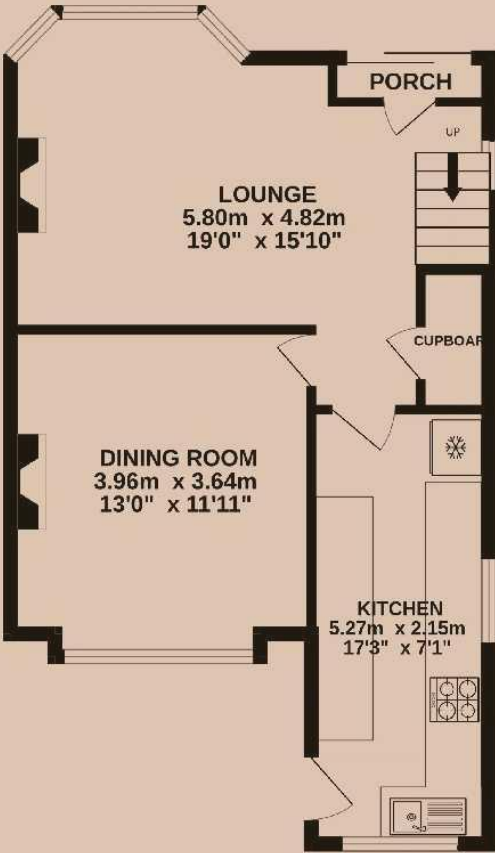 PORCH
UP
LOUNGE
5.80m x 4.82m
19'0" x 15'10"
CUPBOAR
DINING ROOM
3.96m x 3.64m
13'0" x 11'11"
KITCHEN
5.27m x 2.15m
17'3" x 7'1"